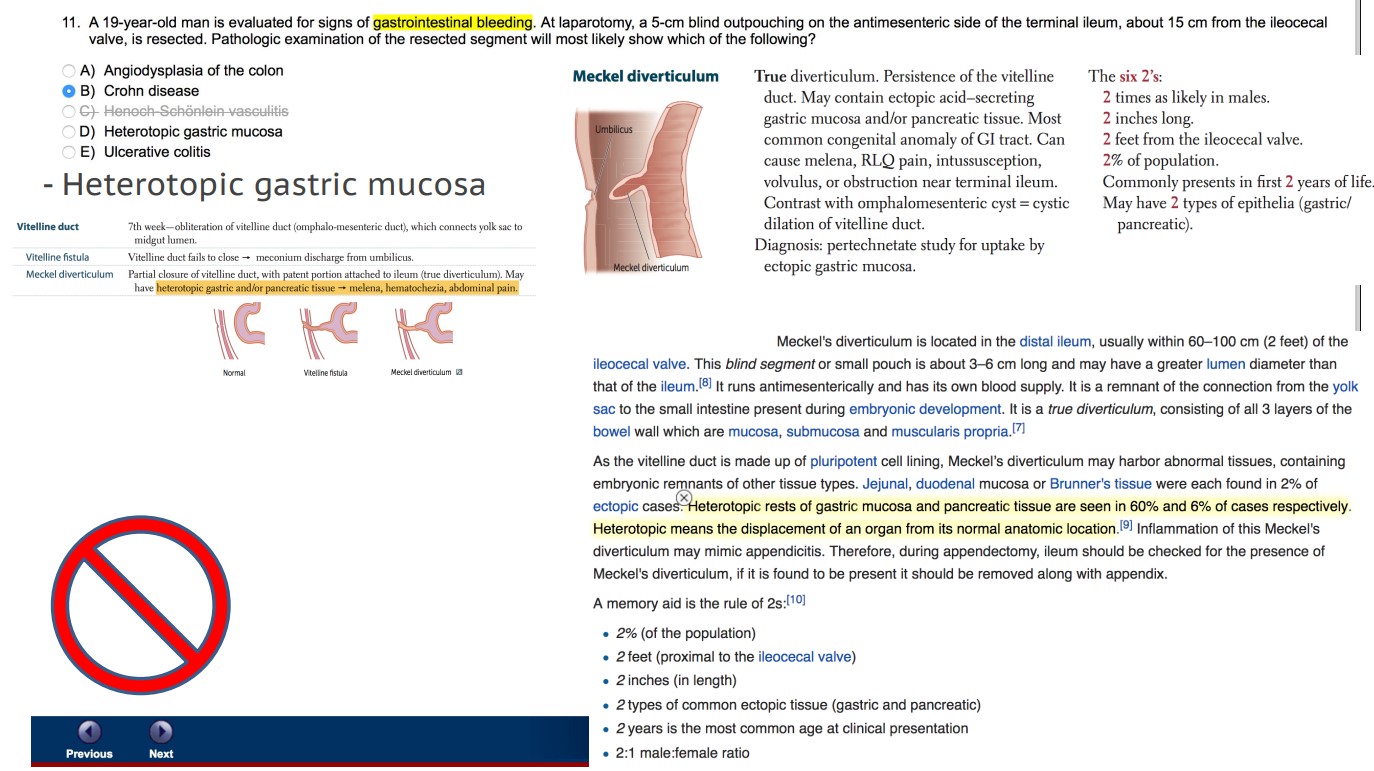 11. A 19-year-old man is evaluated for signs of gastrointestinal bleeding. At laparotomy, a 5-cm blind outpouching on the antimesenteric side of the terminal ileum, about 15 cm from the ileocecal
valve, is resected. Pathologic examination of the resected segment will most likely show which of the following?
A) Angiodysplasia of the colon
B) Crohn disease
C) Henoch-Schönlein vasculitis
D) Heterotopic gastric mucosa
E) Ulcerative colitis
- Heterotopic gastric mucosa
Vitelline duct 7th week—obliteration of vitelline duct (omphalo-mesenteric duct), which connects yolk sac to
midgut lumen.
Vitelline fistula Vitelline duct fails to close → meconium discharge from umbilicus.
Meckel diverticulum Partial closure of vitelline duct, with patent portion attached to ileum (true diverticulum). May
have heterotopic gastric and/or pancreatic tissue → melena, hematochezia, abdominal pain.
Normal Vitelline fistula Meckel diverticulum
Meckel diverticulum
Umbilicus
Meckel diverticulum
True diverticulum. Persistence of the vitelline
duct. May contain ectopic acid–secreting
gastric mucosa and/or pancreatic tissue. Most
common congenital anomaly of GI tract. Can
cause melena, RLQ pain, intussusception,
volvulus, or obstruction near terminal ileum.
Contrast with omphalomesenteric cyst = cystic
dilation of vitelline duct.
Diagnosis: pertechnetate study for uptake by
ectopic gastric mucosa.
The six 2's:
2 times as likely in males.
2 inches long.
2 feet from the ileocecal valve.
2% of population.
Commonly presents in first 2 years of life.
May have 2 types of epithelia (gastric/
pancreatic).
Meckel's diverticulum is located in the distal ileum, usually within 60–100 cm (2 feet) of the
ileocecal valve. This blind segment or small pouch is about 3–6 cm long and may have a greater lumen diameter than
that of the ileum.[8] It runs antimesenterically and has its own blood supply. It is a remnant of the connection from the yolk
sac to the small intestine present during embryonic development. It is a true diverticulum, consisting of all 3 layers of the
bowel wall which are mucosa, submucosa and muscularis propria.[7]
As the vitelline duct is made up of pluripotent cell lining, Meckel's diverticulum may harbor abnormal tissues, containing
embryonic remnants of other tissue types. Jejunal, duodenal mucosa or Brunner's tissue were each found in 2% of
ectopic cases. Heterotopic rests of gastric mucosa and pancreatic tissue are seen in 60% and 6% of cases respectively.
Heterotopic means the displacement of an organ from its normal anatomic location.[9] Inflammation of this Meckel's
diverticulum may mimic appendicitis. Therefore, during appendectomy, ileum should be checked for the presence of
Meckel's diverticulum, if it is found to be present it should be removed along with appendix.
A memory aid is the rule of 2s:[10]
• 2% (of the population)
• 2 feet (proximal to the ileocecal valve)
• 2 inches (in length)
• 2 types of common ectopic tissue (gastric and pancreatic)
• 2 years is the most common age at clinical presentation
• 2:1 male:female ratio
Previous Next